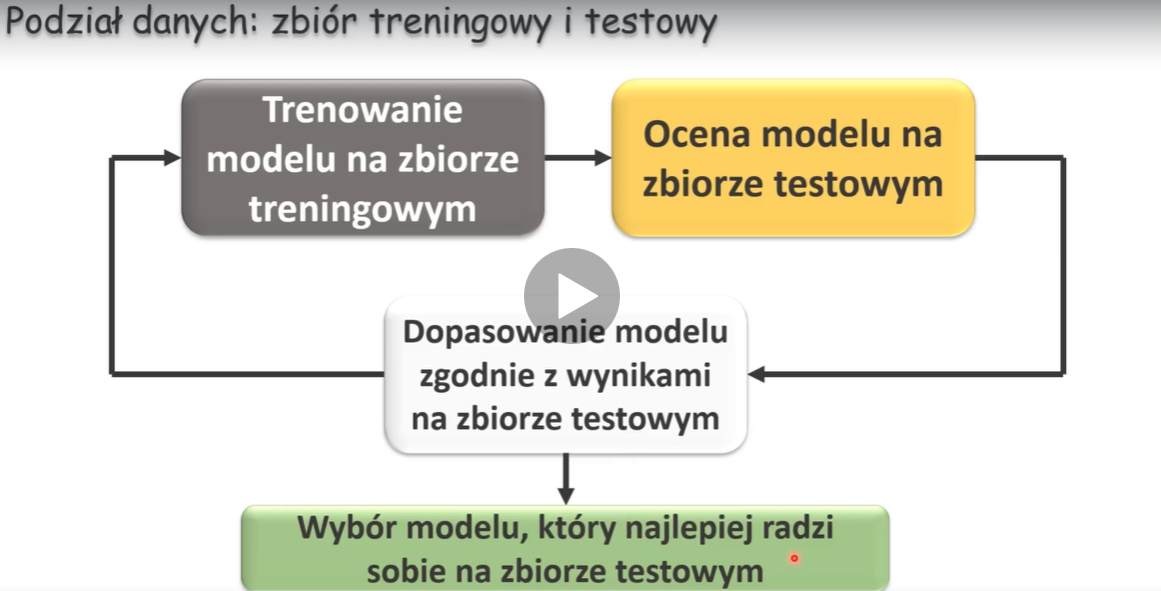 Podział danych: zbiór treningowy i testowy
Trenowanie
modelu na zbiorze
treningowym
Ocena modelu na
zbiorze testowym
Dopasowanie modelu
zgodnie z wynikami
na zbiorze testowym
Wybór modelu, który najlepiej radzi
sobie na zbiorze testowym